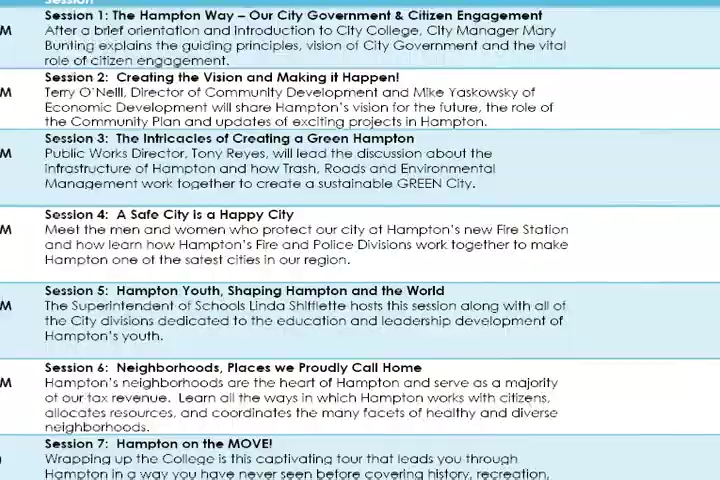 Session
M
Session 1: The Hampton Way – Our City Government & Citizen Engagement
After a brief orientation and introduction to City College, City Manager Mary
Bunting explains the guiding principles, vision of City Government and the vital
role of citizen engagement.
M
Session 2:  Creating the Vision and Making it Happen!
Terry O'Neill, Director of Community Development and Mike Yaskowsky of
Economic Development will share Hampton's vision for the future, the role of
the Community Plan and updates of exciting projects in Hampton.
M
Session 3:  The Intricacies of Creating a Green Hampton
Public Works Director, Tony Reyes, will lead the discussion about the
infrastructure of Hampton and how Trash, Roads and Environmental
Management work together to create a sustainable GREEN City.
M
Session 4:  A Safe City is a Happy City
Meet the men and women who protect our city at Hampton's new Fire Station
and how learn how Hampton's Fire and Police Divisions work together to make
Hampton one of the safest cities in our region.
M
Session 5:  Hampton Youth, Shaping Hampton and the World
The Superintendent of Schools Linda Shifflette hosts this session along with all of
the City divisions dedicated to the education and leadership development of
Hampton's youth.
M
Session 6:  Neighborhoods, Places we Proudly Call Home
Hampton's neighborhoods are the heart of Hampton and serve as a majority
of our tax revenue.  Learn all the ways in which Hampton works with citizens,
allocates resources, and coordinates the many facets of healthy and diverse
neighborhoods.
Session 7:  Hampton on the MOVE!
Wrapping up the College is this captivating tour that leads you through
Hampton in a way you have never seen before covering history, recreation,